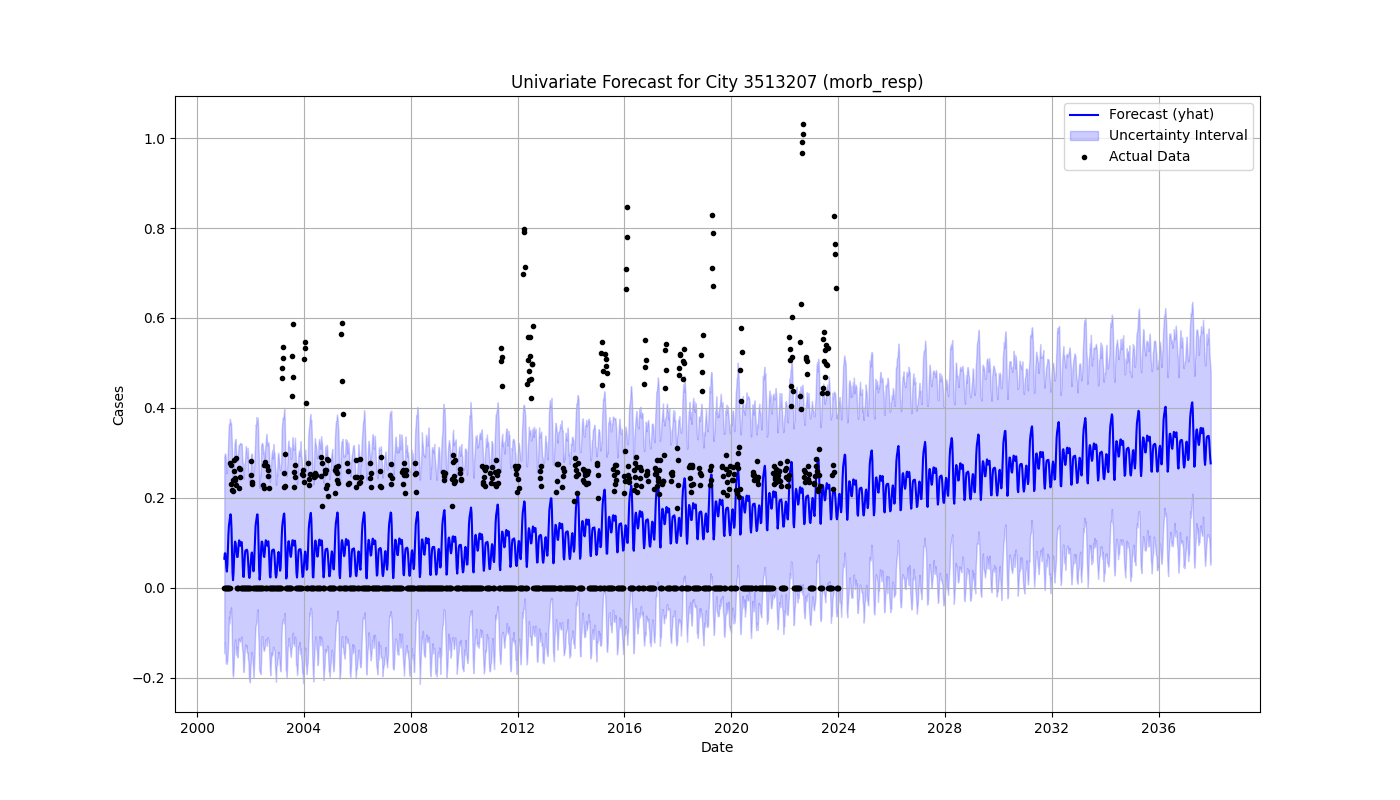 Univariate Forecast for City 3513207 (morb_resp)
Forecast (yhat)
Uncertainty Interval
Actual Data
Cases
1.0
0.8
0.6
0.4
0.2
0.0
−0.2
2000 2004 2008 2012 2016 2020 2024 2028 2032 2036
Date